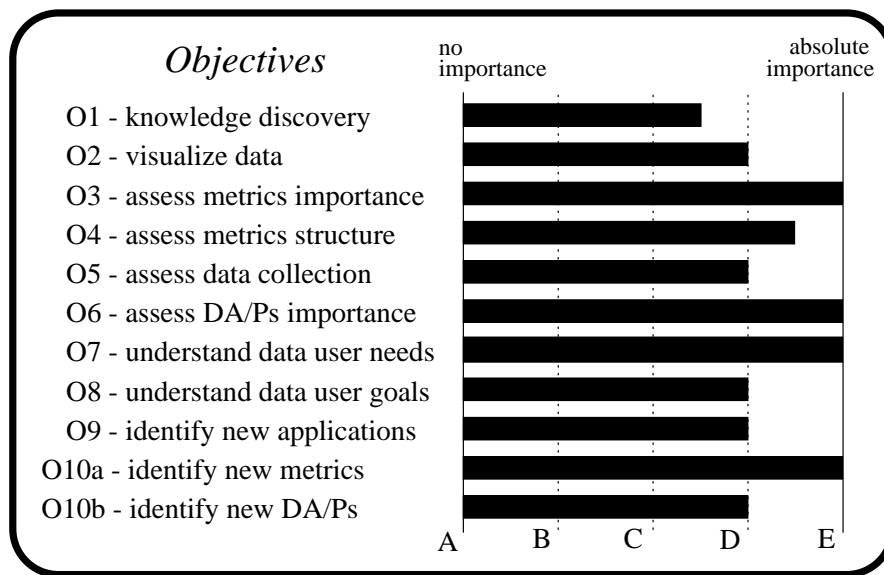 Objectives
no
importance
absolute
importance
O1 - knowledge discovery
O2 - visualize data
O3 - assess metrics importance
O4 - assess metrics structure
O5 - assess data collection
O6 - assess DA/Ps importance
O7 - understand data user needs
O8 - understand data user goals
O9 - identify new applications
O10a - identify new metrics
O10b - identify new DA/Ps
A B C D E